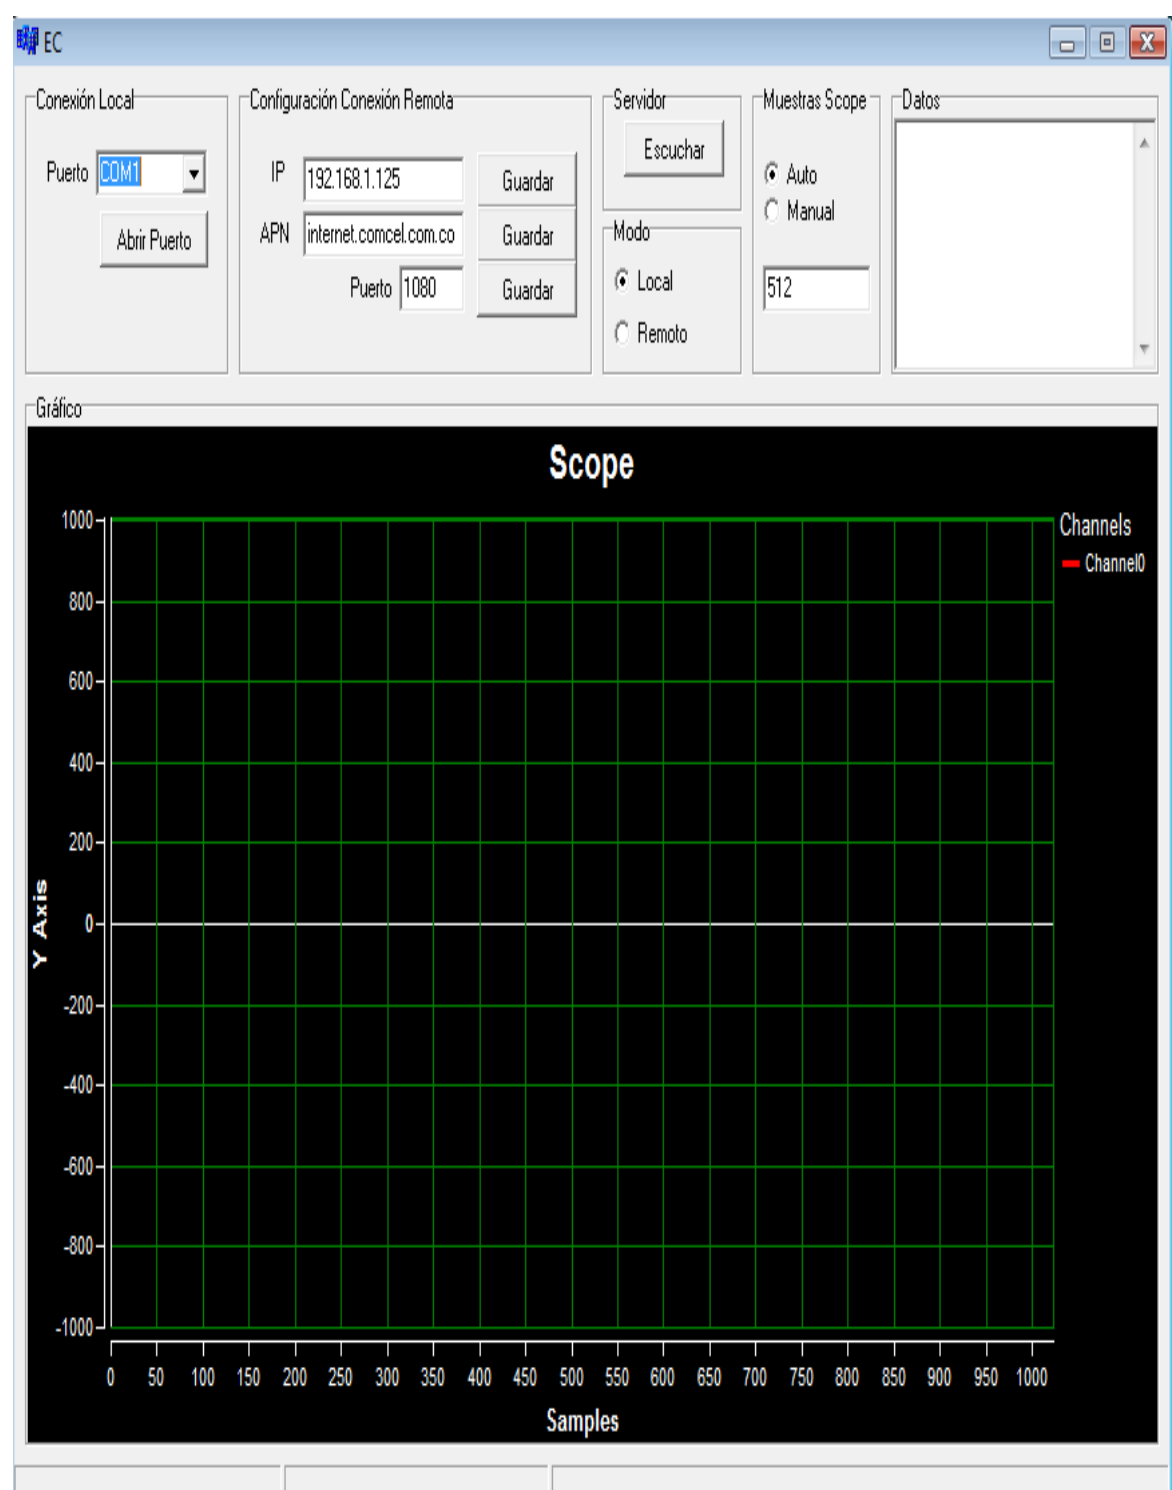 EC
Conexión Local
Puerto COM1
Abrir Puerto
Configuración Conexión Remota
IP 192.168.1.125 Guardar
APN internet.comcel.com.co Guardar
Puerto 1080 Guardar
Servidor
Escuchar
Modo
Local
Remoto
Muestras Scope
Auto
Manual
512
Datos
Gráfico
Scope
Channels
Channel0
Y Axis
1000
800
600
400
200
0
-200
-400
-600
-800
-1000
0 50 100 150 200 250 300 350 400 450 500 550 600 650 700 750 800 850 900 950 1000
Samples